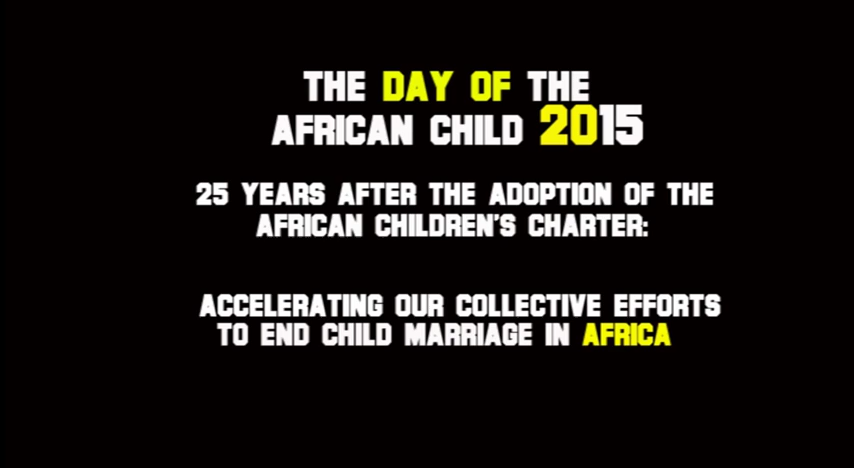 THE DAY OF THE
AFRICAN CHILD 2015
25 YEARS AFTER THE ADOPTION OF THE
AFRICAN CHILDREN'S CHARTER:
ACCELERATING OUR COLLECTIVE EFFORTS
TO END CHILD MARRIAGE IN AFRICA